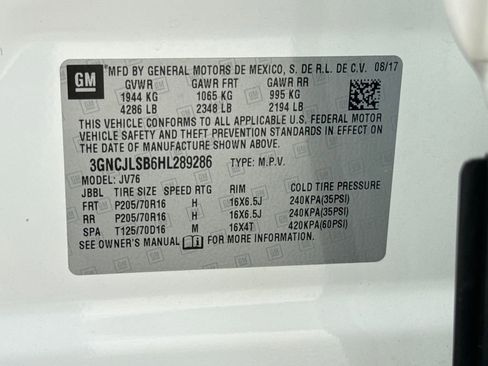 GM MFD BY GENERAL MOTORS DE MEXICO, S. DE R.L. DE C.V. 06/17
GVWR GAWR FRT GAWR RR
1944 KG 1065 KG 995 KG
4286 LB 2348 LB 2194 LB
THIS VEHICLE CONFORMS TO ALL APPLICABLE U.S. FEDERAL MOTOR
VEHICLE SAFETY AND THEFT PREVENTION STANDARDS IN EFFECT ON THE
DATE OF MANUFACTURE SHOWN ABOVE.
3GNCJLSB6HL289286 TYPE: M.P.V.
MODEL: JV76
JBBL TIRE SIZE SPEED RTG RIM COLD TIRE PRESSURE
FRT P205/70R16 H 16X6.5J 240KPA(35PSI)
RR P205/70R16 H 16X6.5J 240KPA(35PSI)
SPA T125/70D16 M 16X4T 420KPA(60PSI)
SEE OWNER'S MANUAL FOR MORE INFORMATION